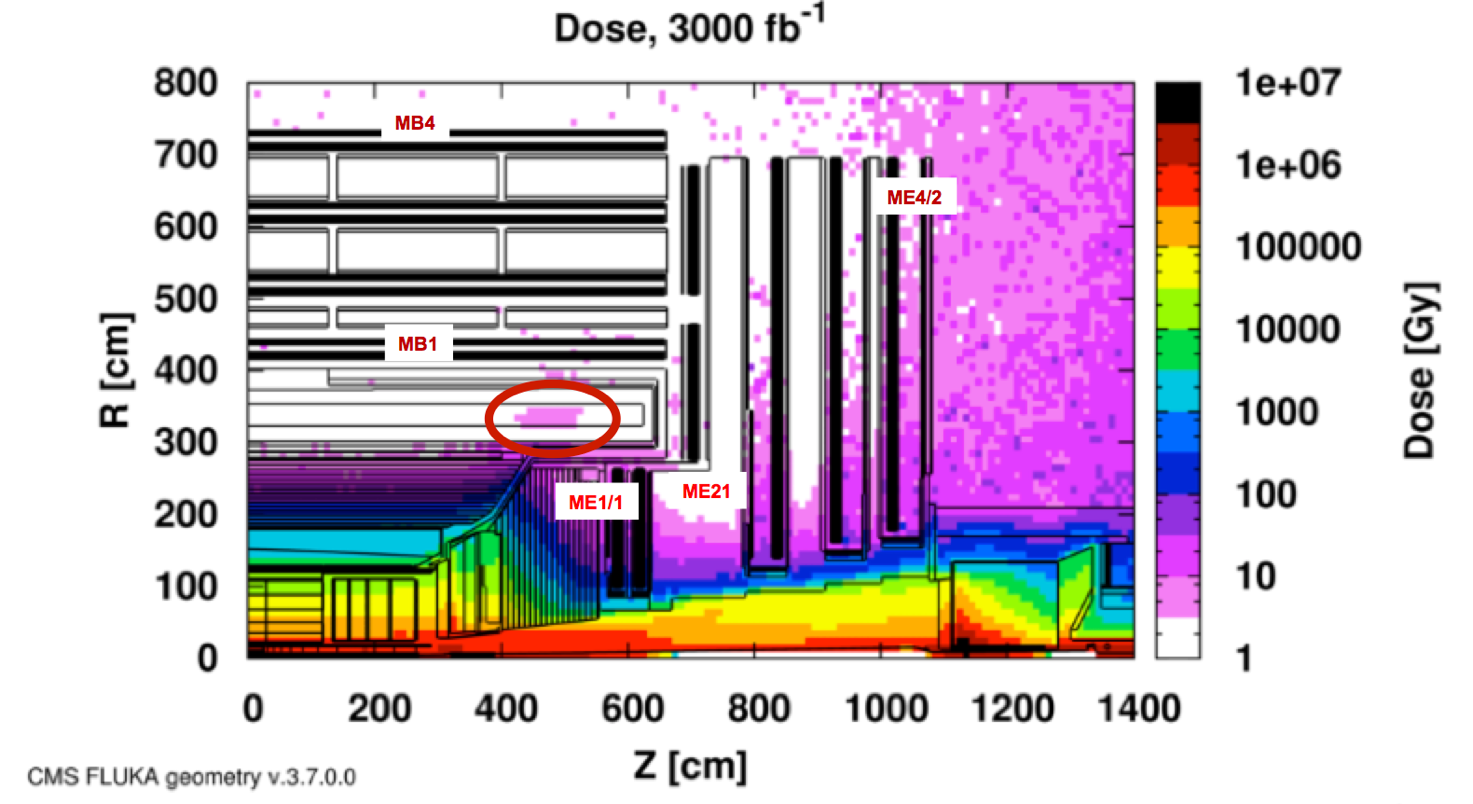 Dose, 3000 fb-1
800
700
600
500
400
300
200
100
0
R [cm]
MB4
MB1
ME4/2
ME1/1
ME21
0 200 400 600 800 1000 1200 1400
Z [cm]
1e+07
1e+06
100000
10000
1000
100
10
1
Dose [Gy]
CMS FLUKA geometry v.3.7.0.0